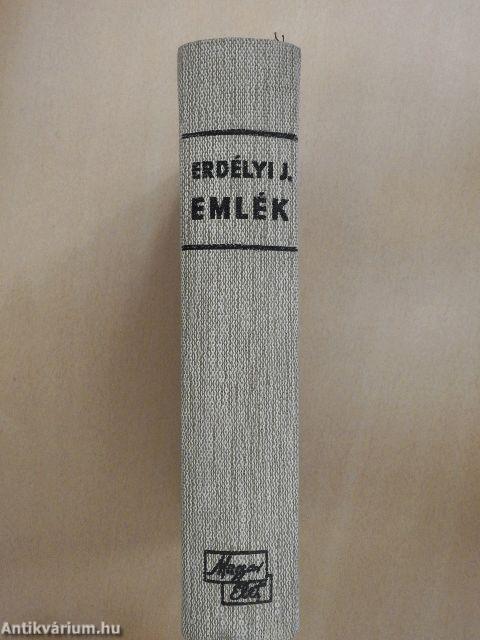 ERDÉLYI J.
EMLÉK
Magyar
Élet
Antikvárium.hu